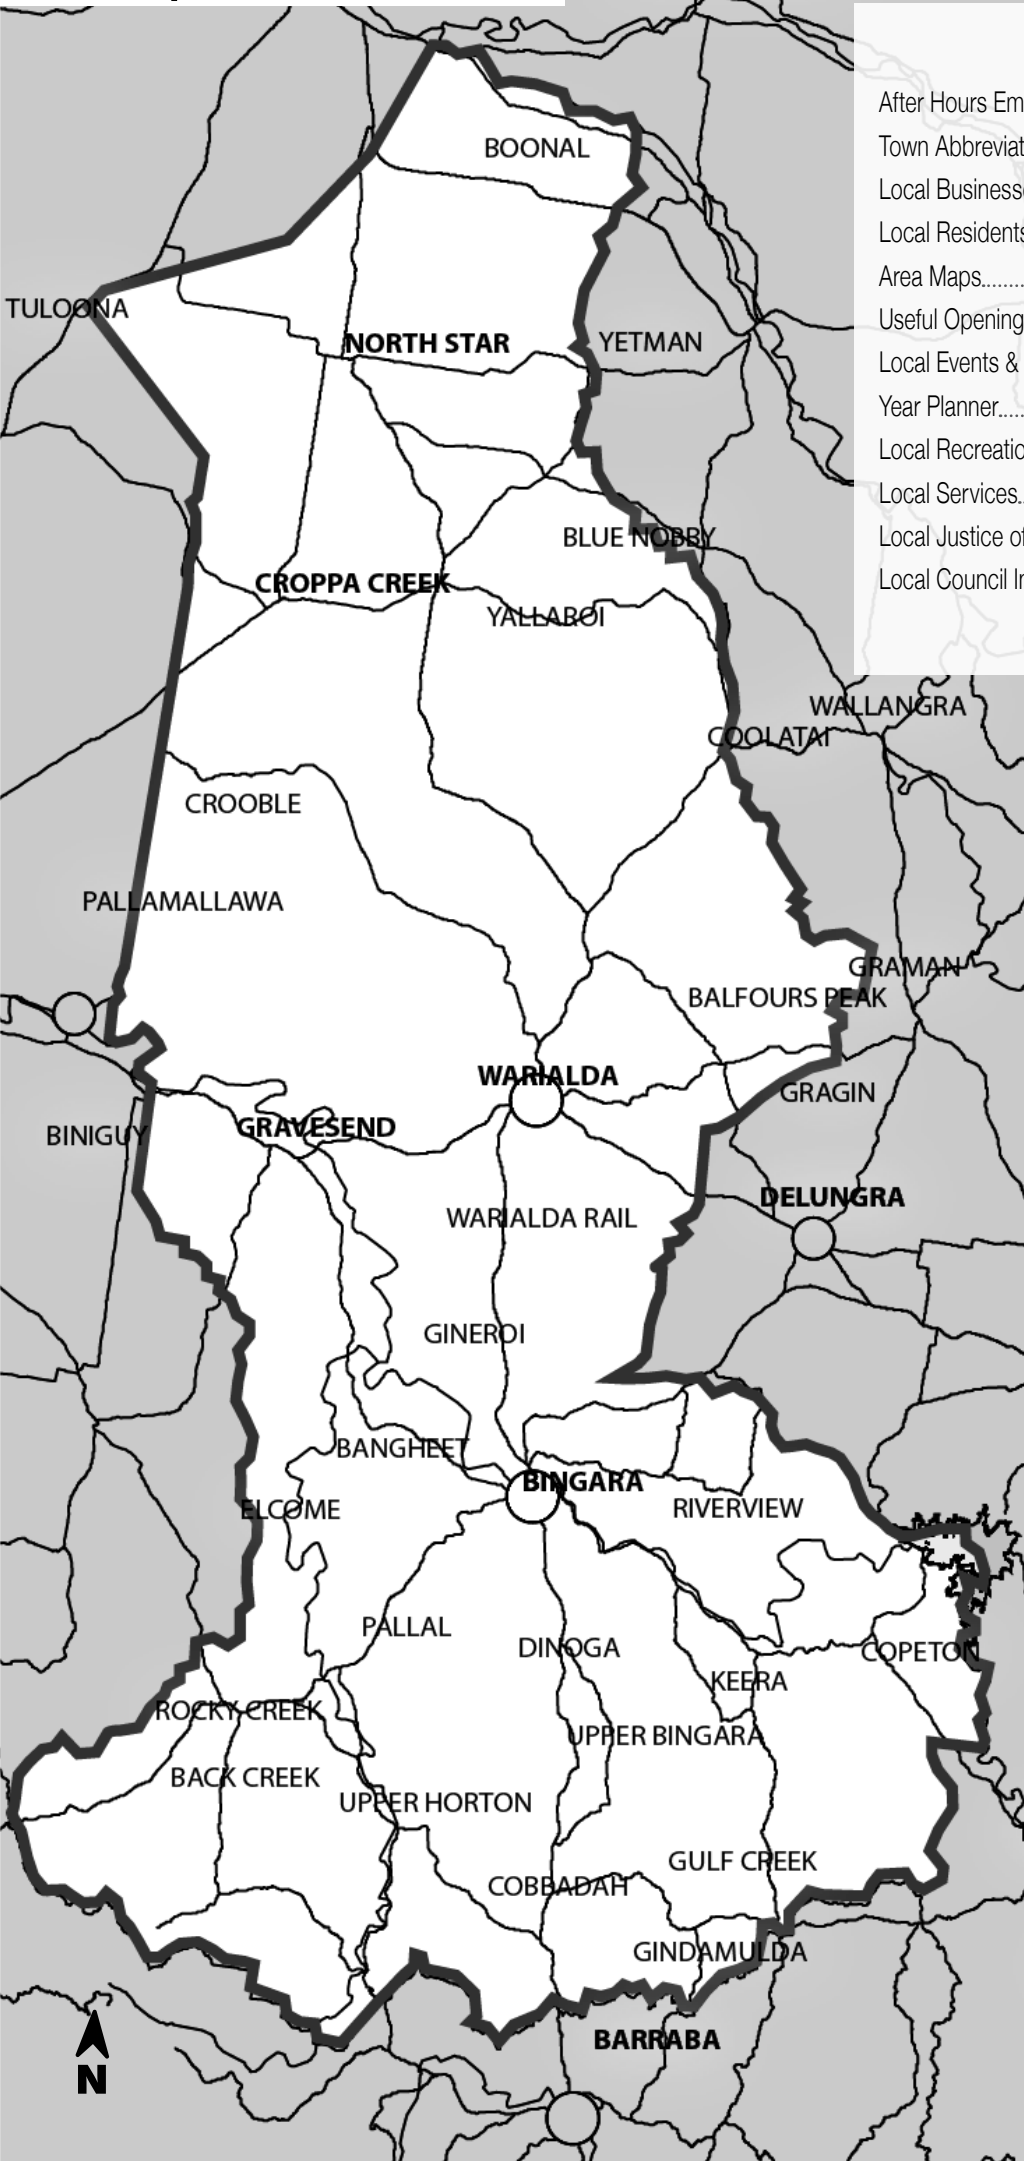 After Hours Em
BOONAL
Town Abbreviat
Local Business
Local Residents
Area Maps.......
TULOONA
Useful Opening
NORTH STAR
YETMAN
Local Events &
Year Planner.....
Local Recreatio
Local Services..
BLUE NOBBY
Local Justice of
CROPPA CREEK
Local Council In
YALLAROI
WALLANGRA
COOLATAI
CROOBLE
PALLAMALLAWA
GRAMAN
BALFOURS PEAK
WARIALDA
GRAGIN
GRAVESEND
BINIGUY
DELUNGRA
WARIALDA RAIL
GINEROI
BANGHEET
BINGARA
RIVERVIEW
ELCOME
PALLAL
DINOGA
COPETON
KEERA
ROCKY CREEK
UPPER BINGARA
BACK CREEK
UPPER HORTON
GULF CREEK
COBBADAH
GINDAMULDA
BARRABA
N